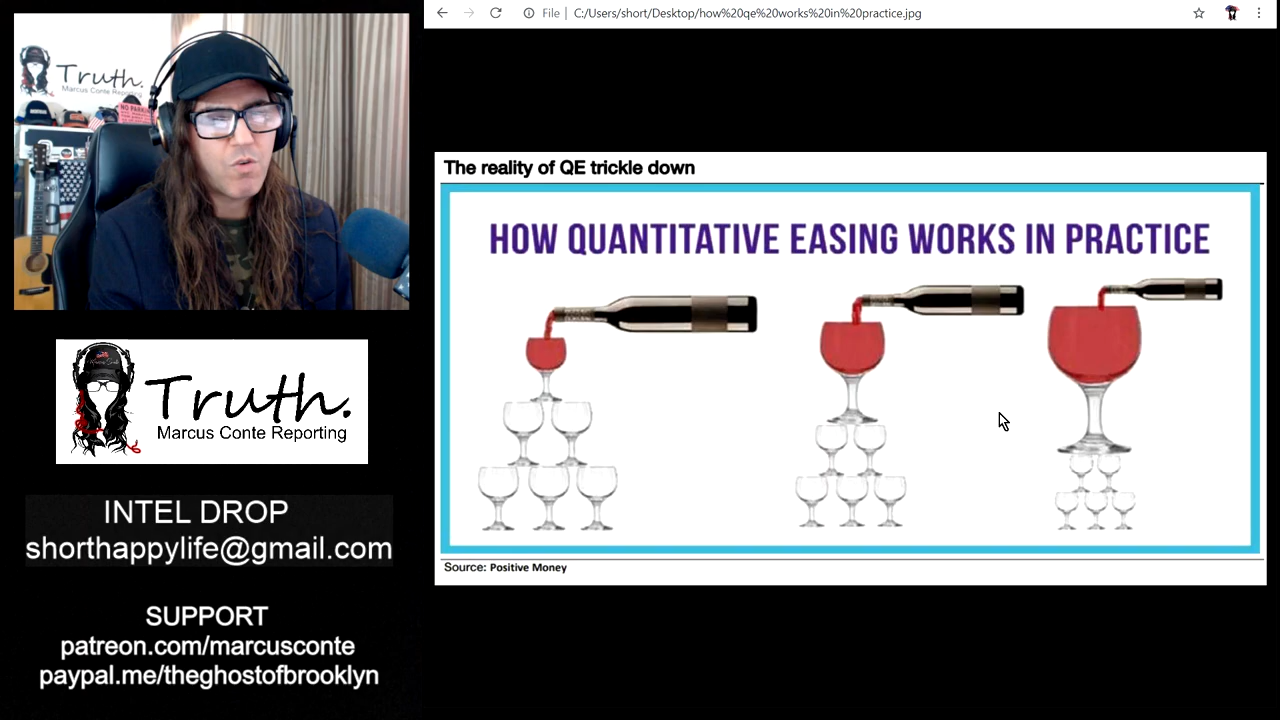 File | C:/Users/short/Desktop/how%20qe%20works%20in%20practice.jpg
Truth.
Marcus Conte Reporting
NO PARKING
The reality of QE trickle down
HOW QUANTITATIVE EASING WORKS IN PRACTICE
Source: Positive Money
Truth.
Marcus Conte Reporting
INTEL DROP
shorthappylife@gmail.com
SUPPORT
patreon.com/marcusconte
paypal.me/theghostofbrooklyn